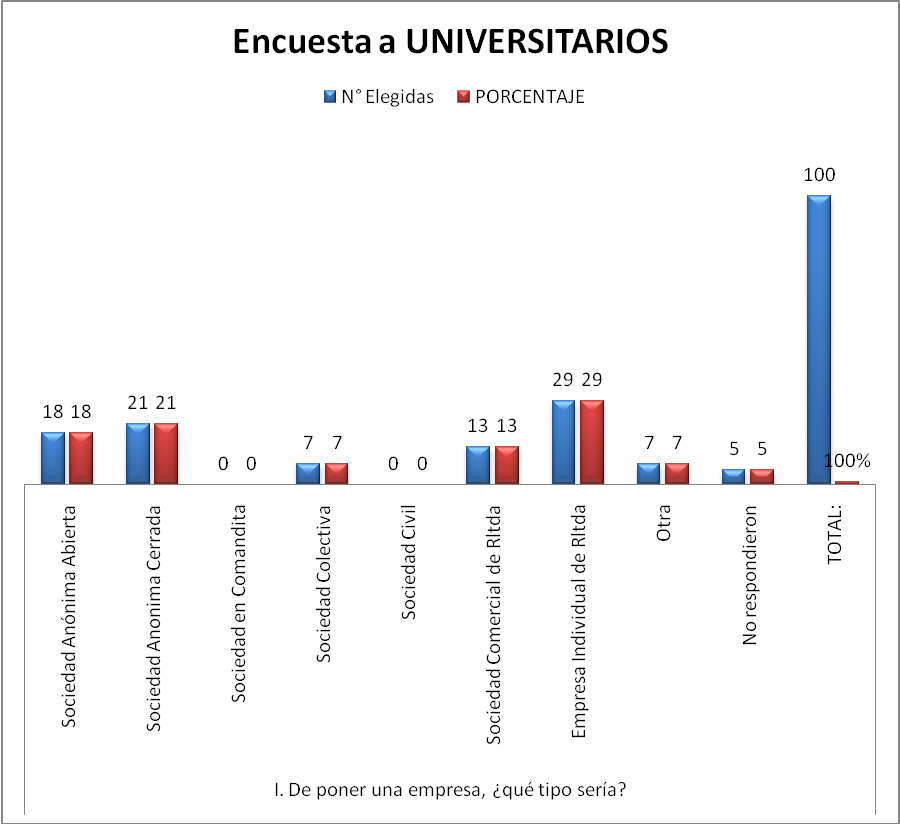 Encuesta a UNIVERSITARIOS
N° Elegidas PORCENTAJE
100
29 29
21 21
18 18
13 13
7 7
7 7
5 5
0 0
0 0
100%
Sociedad Anónima Abierta
Sociedad Anonima Cerrada
Sociedad en Comandita
Sociedad Colectiva
Sociedad Civil
Sociedad Comercial de Rltda
Empresa Individual de Rltda
Otra
No respondieron
TOTAL:
I. De poner una empresa, ¿qué tipo sería?